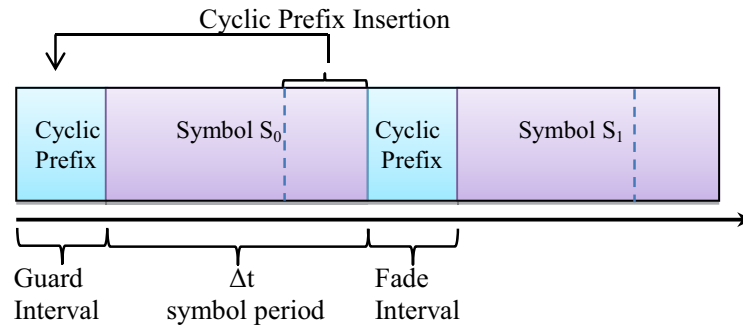 Cyclic Prefix Insertion
Cyclic
Prefix
Symbol S₀
Cyclic
Prefix
Symbol S₁
Guard
Interval
Δt
symbol period
Fade
Interval